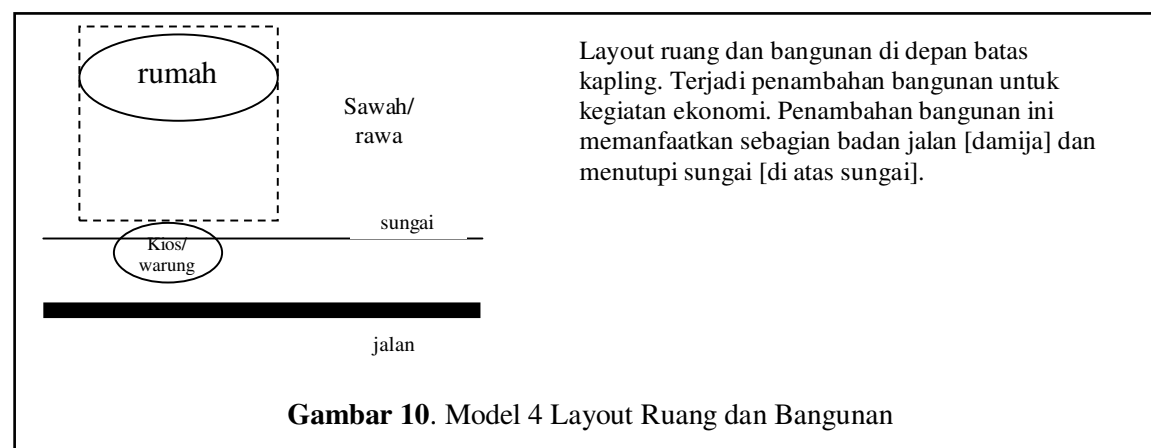 rumah
Sawah/
rawa
sungai
Kios/
warung
jalan
Layout ruang dan bangunan di depan batas
kapling. Terjadi penambahan bangunan untuk
kegiatan ekonomi. Penambahan bangunan ini
memanfaatkan sebagian badan jalan [damija] dan
menutupi sungai [di atas sungai].
Gambar 10. Model 4 Layout Ruang dan Bangunan